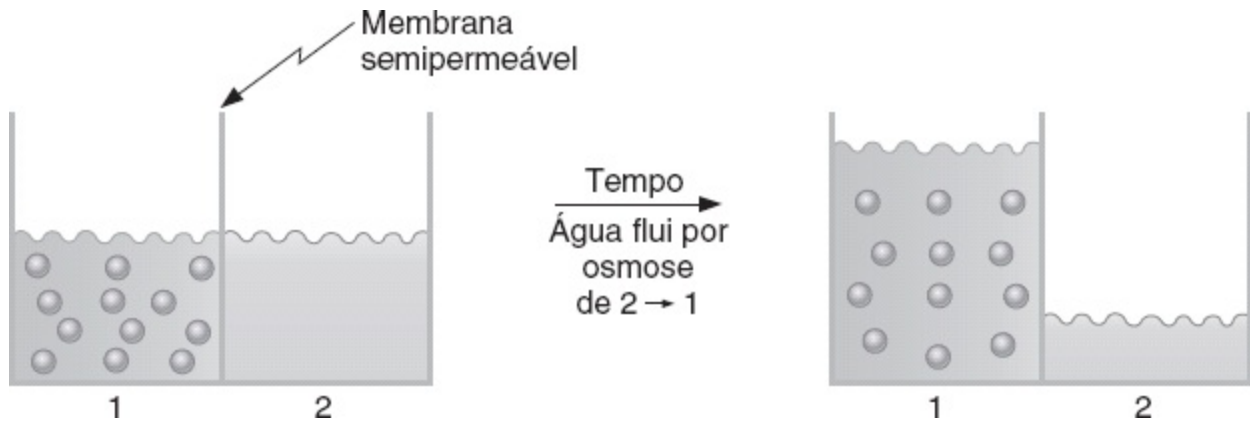 Membrana
semipermeável
Tempo
Água flui por
osmose
de 2 → 1
1
2
1
2